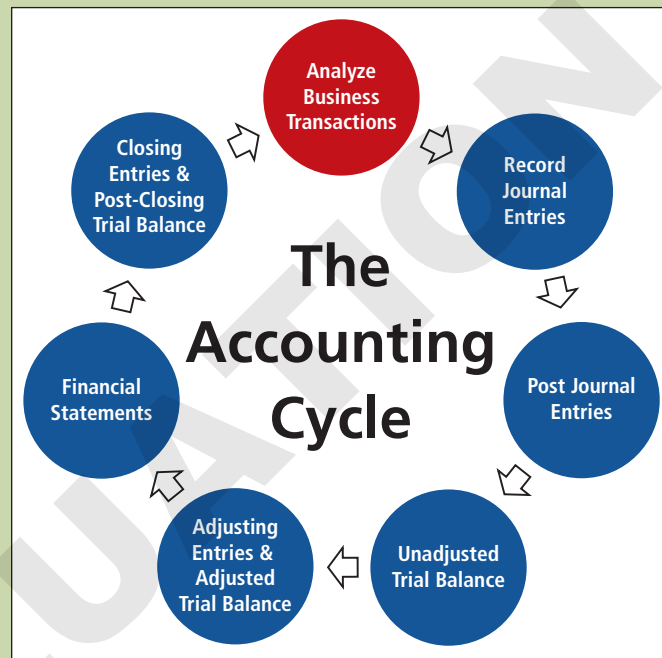 Analyze
Business
Transactions
Record
Journal
Entries
Post Journal
Entries
Unadjusted
Trial Balance
Adjusting
Entries &
Adjusted
Trial Balance
Financial
Statements
Closing
Entries &
Post-Closing
Trial Balance
The
Accounting
Cycle
UATION